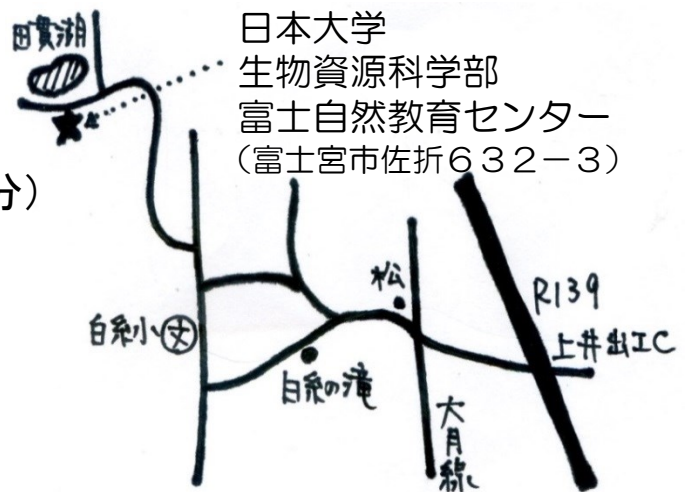 田貫湖
日本大学
生物資源科学部
富士自然教育センター
（富士宮市佐折６３２－３）
分）
松
R139
上井出IC
白糸小文
白糸の滝
大月線